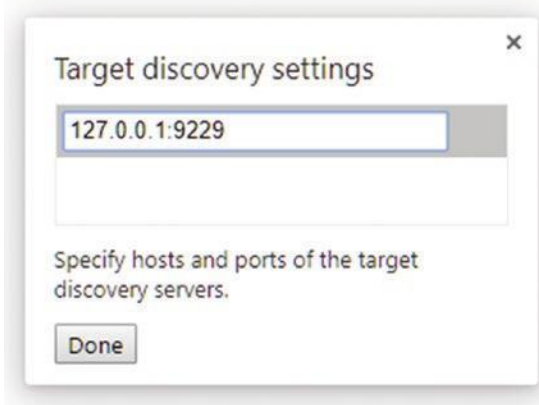 Target discovery settings
127.0.0.1:9229
Specify hosts and ports of the target
discovery servers.
Done